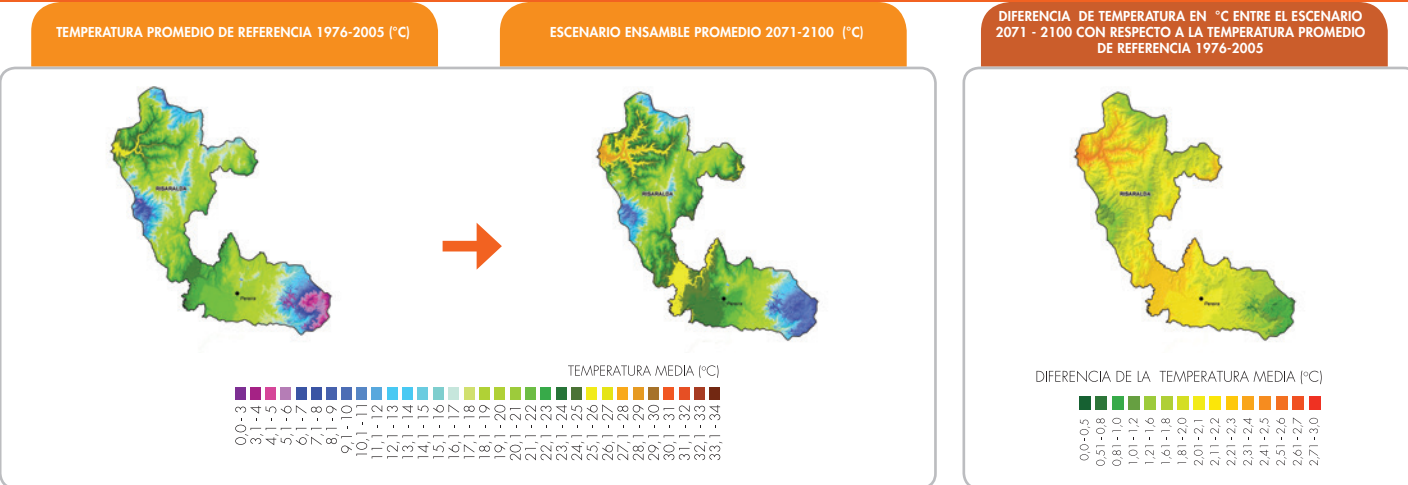 TEMPERATURA PROMEDIO DE REFERENCIA 1976-2005 (°C)
ESCENARIO ENSAMBLE PROMEDIO 2071-2100 (°C)
DIFERENCIA DE TEMPERATURA EN °C ENTRE EL ESCENARIO
2071 - 2100 CON RESPECTO A LA TEMPERATURA PROMEDIO
DE REFERENCIA 1976-2005
RISARALDA
Pereira
RISARALDA
Pereira
RISARALDA
Pereira
TEMPERATURA MEDIA (°C)
0,0 - 3
3,1 - 4
4,1 - 5
5,1 - 6
6,1 - 7
7,1 - 8
8,1 - 9
9,1 - 10
10,1 - 11
11,1 - 12
12,1 - 13
13,1 - 14
14,1 - 15
15,1 - 16
16,1 - 17
17,1 - 18
18,1 - 19
19,1 - 20
20,1 - 21
21,1 - 22
22,1 - 23
23,1 - 24
24,1 - 25
25,1 - 26
26,1 - 27
27,1 - 28
28,1 - 29
29,1 - 30
30,1 - 31
31,1 - 32
32,1 - 33
33,1 - 34
DIFERENCIA DE LA TEMPERATURA MEDIA (°C)
0,0 - 0,5
0,51 - 0,8
0,81 - 1,0
1,01 - 1,2
1,21 - 1,6
1,61 - 1,8
1,81 - 2,0
2,01 - 2,1
2,11 - 2,2
2,21 - 2,3
2,31 - 2,4
2,41 - 2,5
2,51 - 2,6
2,61 - 2,7
2,71 - 3,0